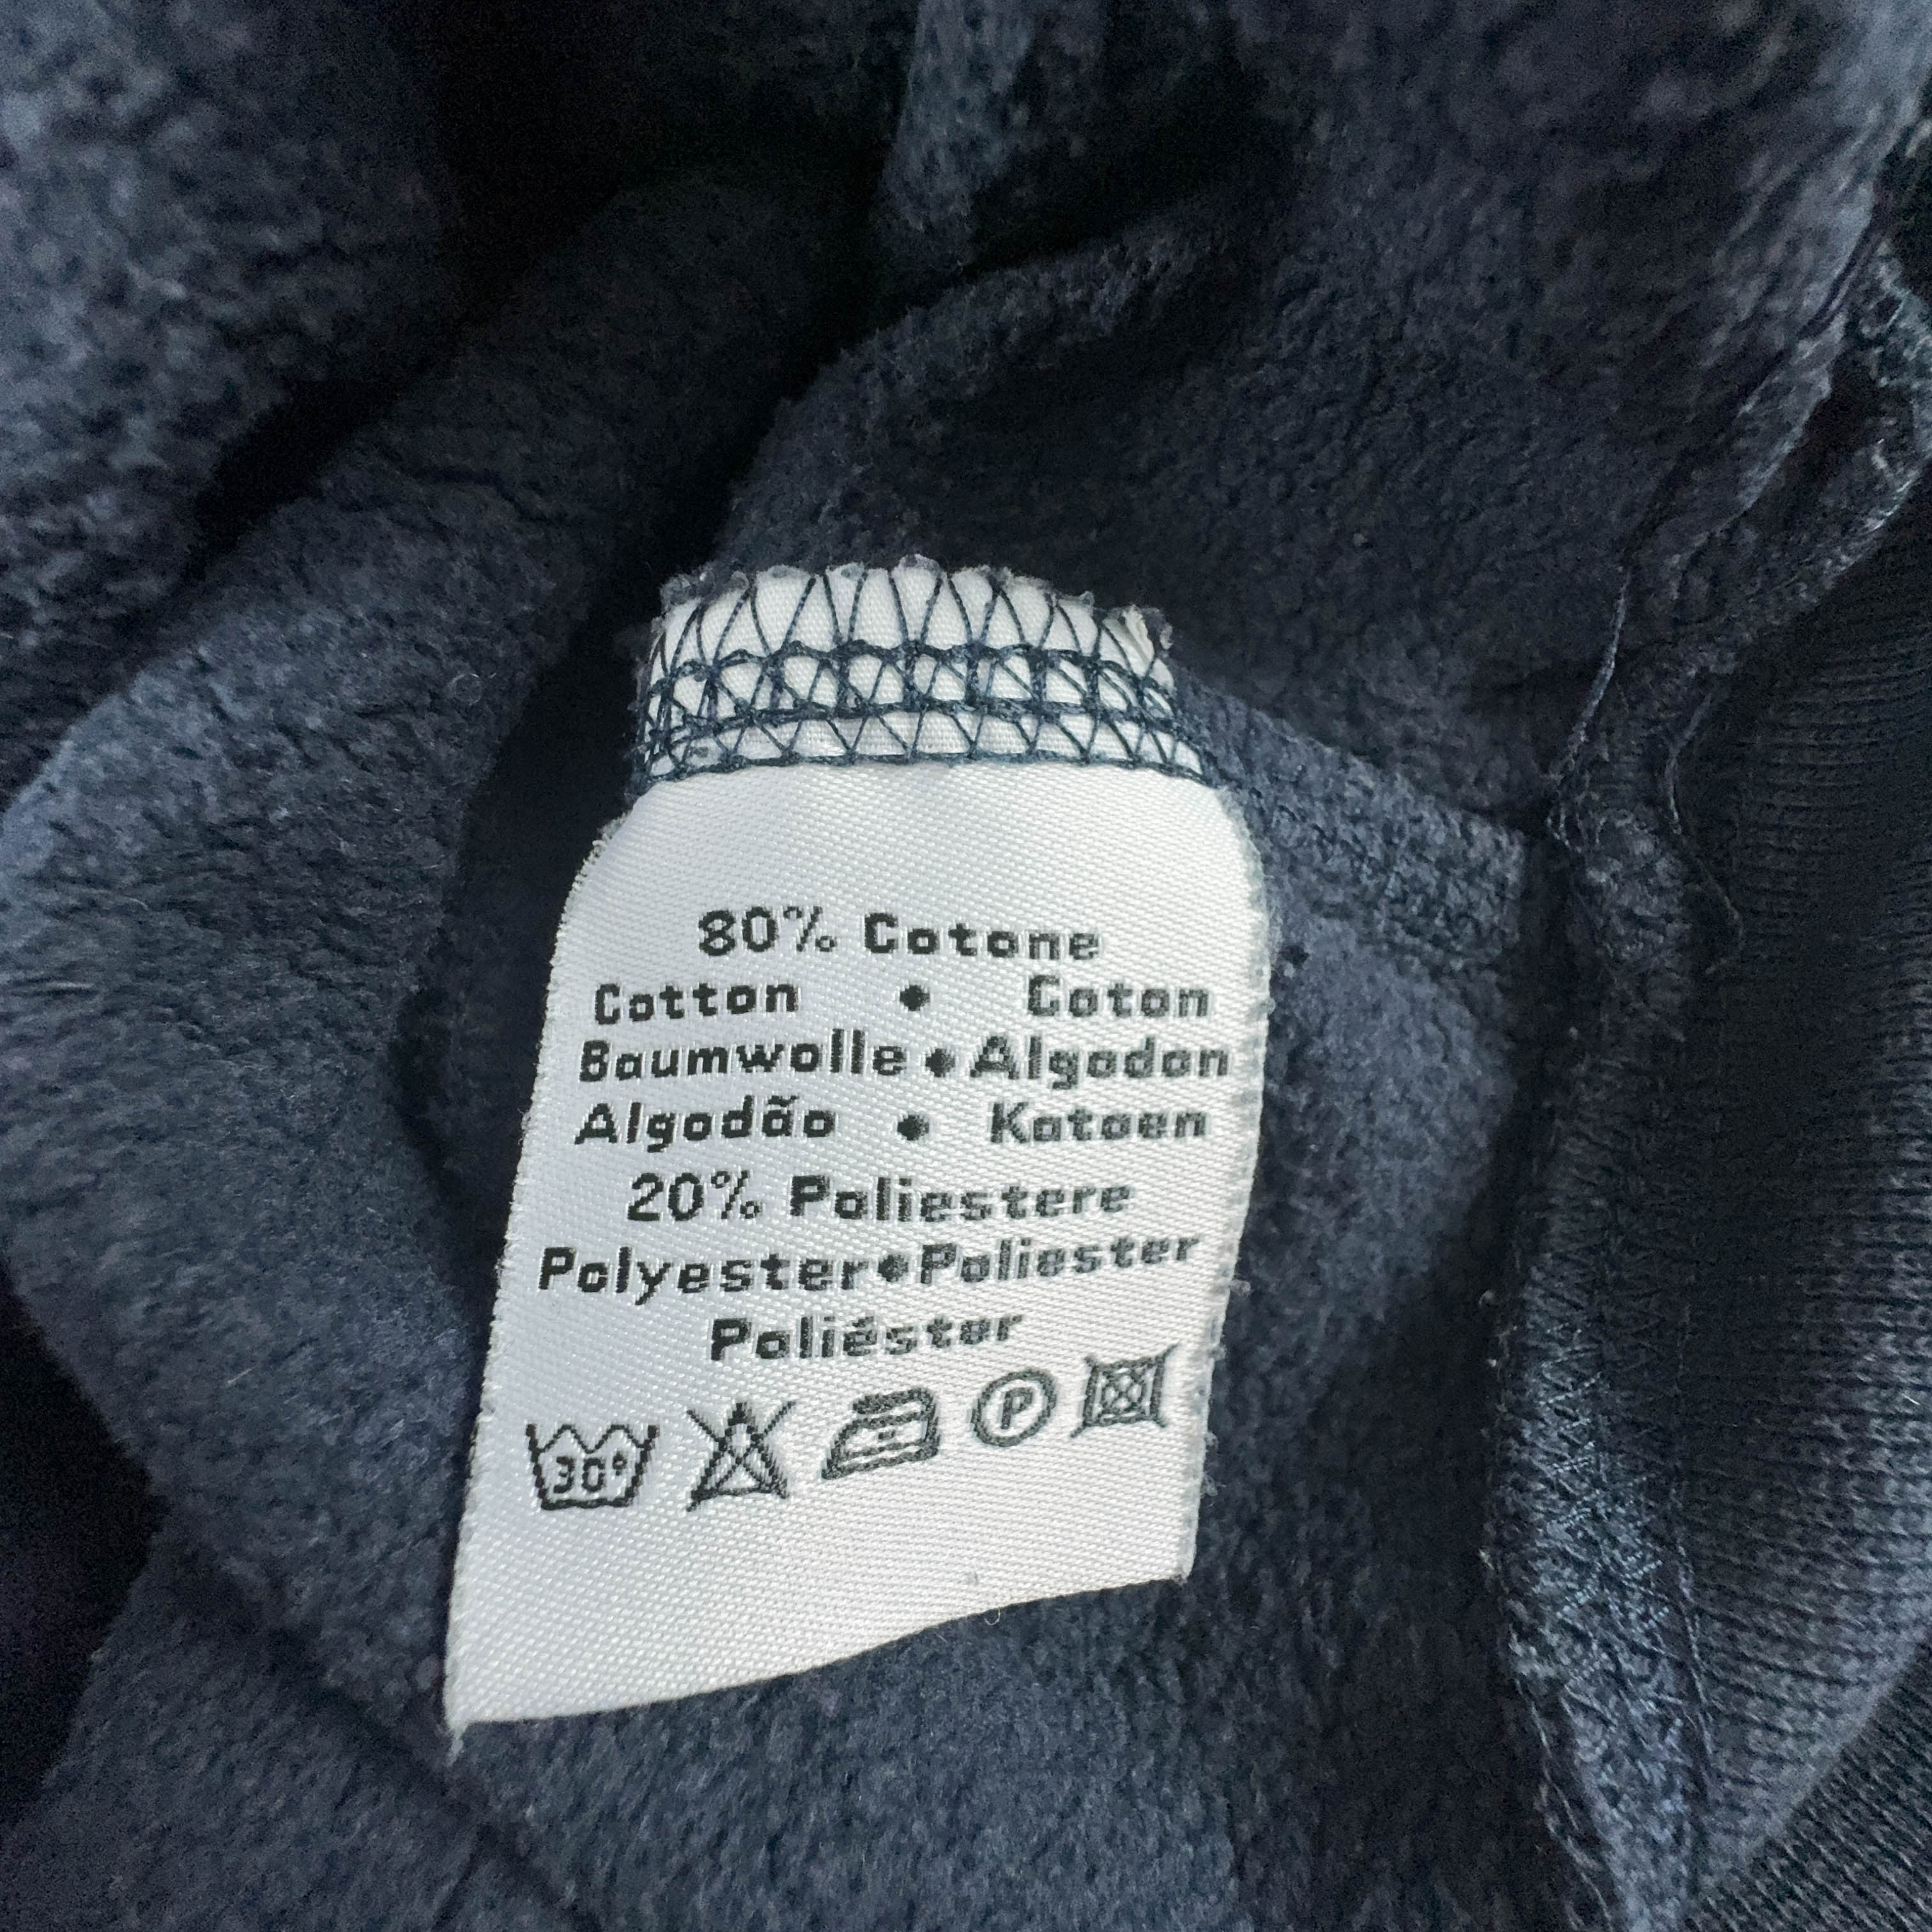 80% Cotone
Cotton • Coton
Baumwolle • Algodon
Algodão • Katoen
20% Poliestere
Polyester•Poliester
Poliéster
30° P